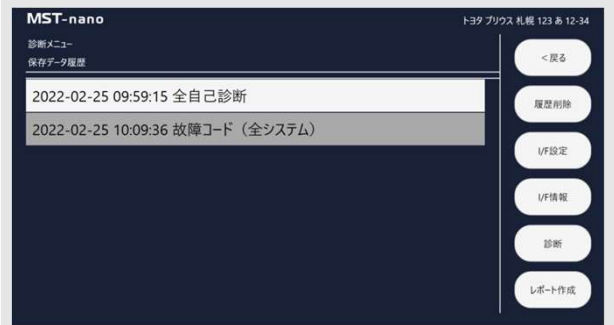 MST-nano
トヨタ プリウス 札幌 123 あ 12-34
診断メニュー
保存データ履歴
2022-02-25 09:59:15 全自己診断
2022-02-25 10:09:36 故障コード（全システム）
<戻る
履歴削除
I/F設定
I/F情報
診断
レポート作成